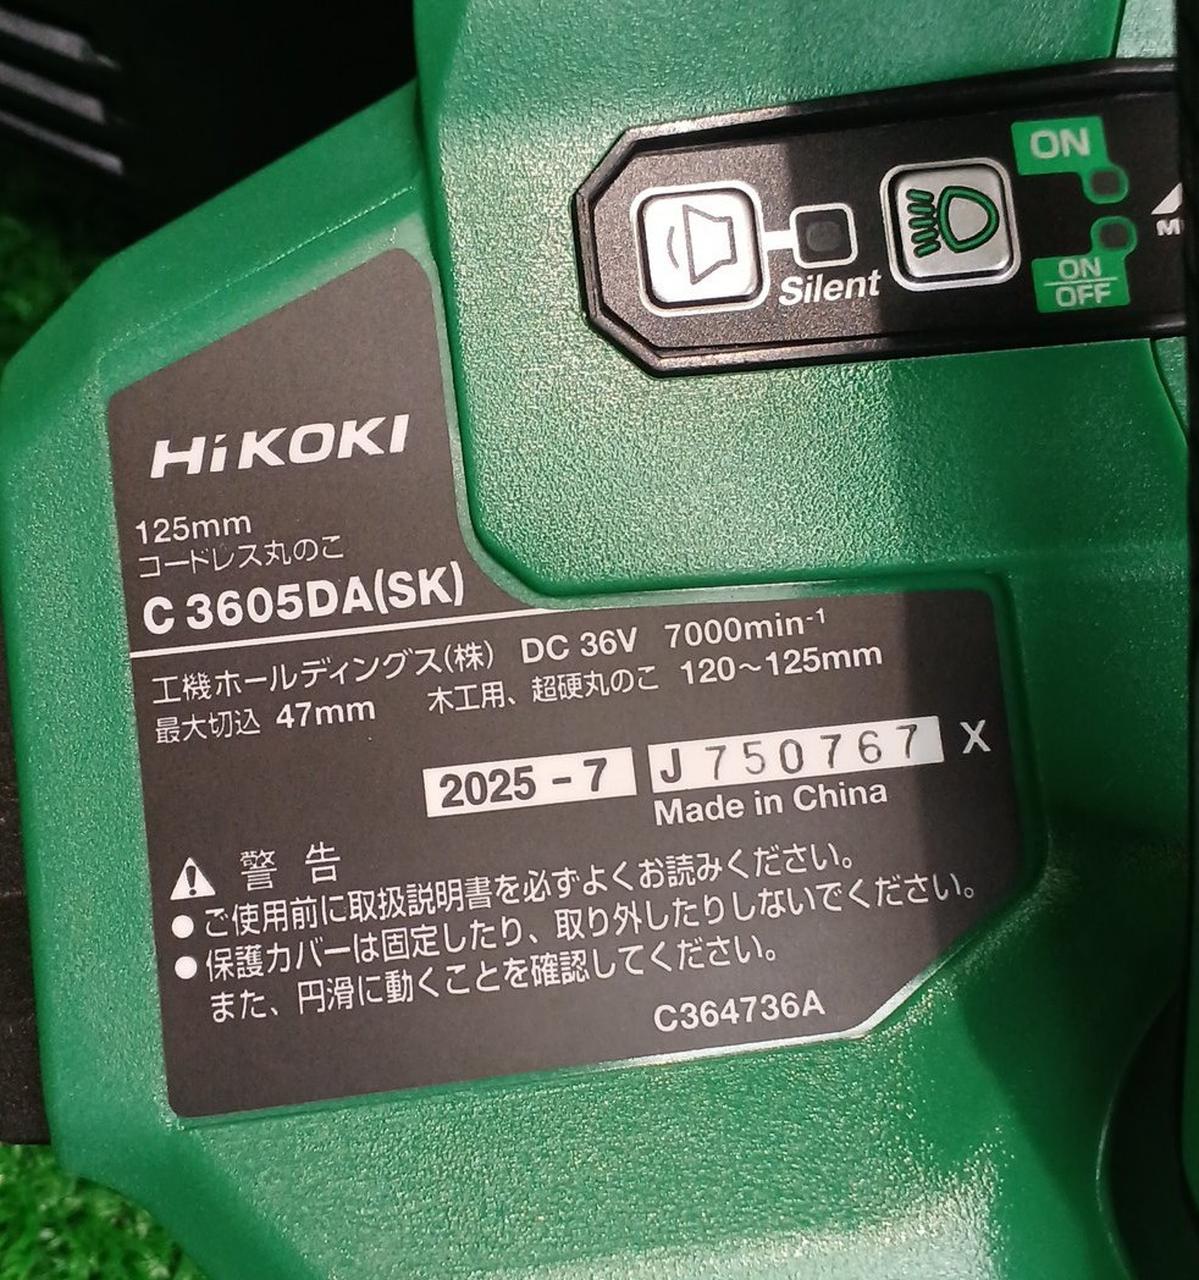 ON
Silent
ON
OFF
HiKOKI
125mm
コードレス丸のこ
C 3605DA(SK)
工機ホールディングス(株) DC 36V 7000min-1
最大切込 47mm 木工用、超硬丸のこ 120～125mm
2025-7 J750767 X
Made in China
警告
●ご使用前に取扱説明書を必ずよくお読みください。
●保護カバーは固定したり、取り外したりしないでください。
また、円滑に動くことを確認してください。
C364736A